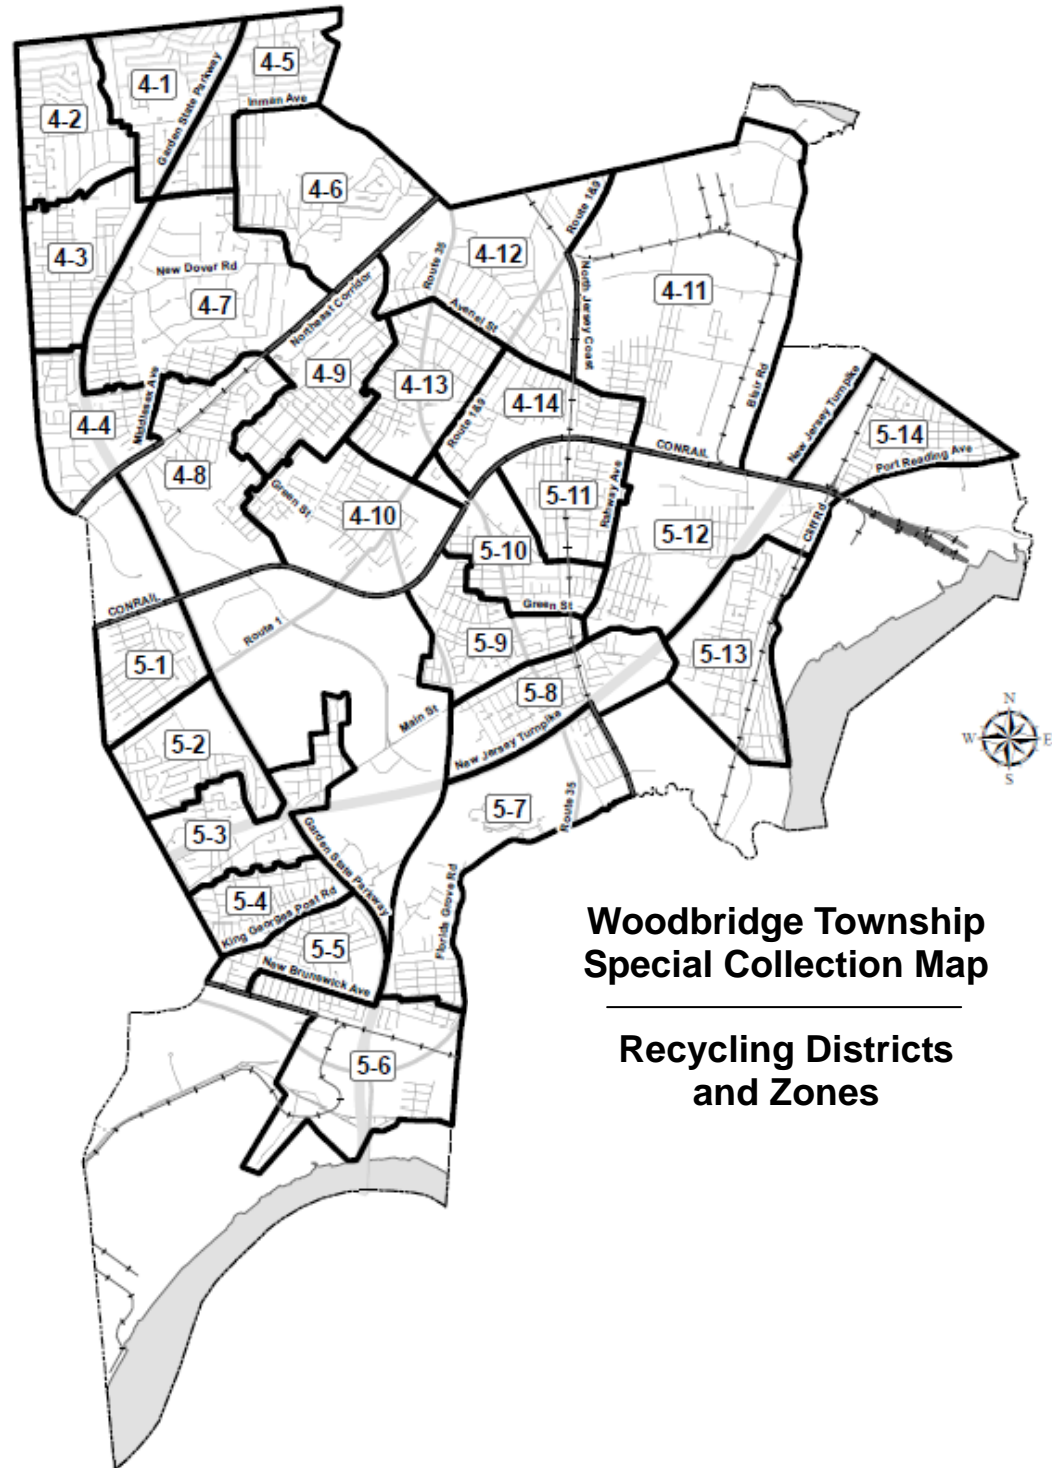 4-5
4-1
Garden State Parkway
4-2
Inman Ave
4-6
Route 1&9
4-3
4-12
Route 35
New Dover Rd
4-11
4-7
Northeast Corridor
North Jersey Coast
Avenel St
4-9
4-13
Blair Rd
New Jersey Turnpike
Middlesex Ave
4-14
4-4
Route 1&9
5-14
CONRAIL
Port Reading Ave
4-8
Green St
5-11
Rahway Ave
4-10
Cliff Rd
5-12
5-10
CONRAIL
Green St
Route 1
5-9
5-13
5-1
5-8
N
Main St
W
E
5-2
New Jersey Turnpike
S
5-7
Route 35
5-3
Garden State Parkway
5-4
King Georges Post Rd
Florida Grove Rd
5-5
New Brunswick Ave
5-6
Woodbridge Township
Special Collection Map
Recycling Districts
and Zones